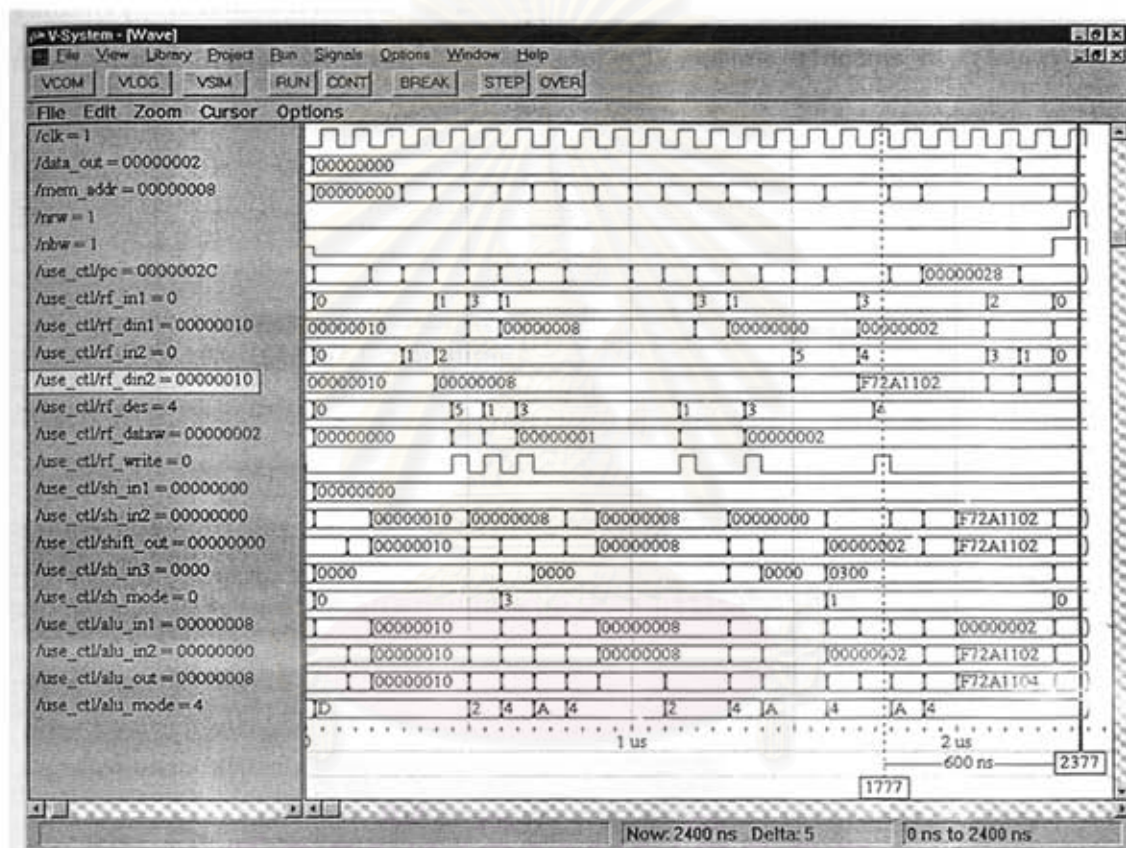 V-System - [Wave]
File View Library Project Run Signals Options Window Help
VCOM VLOG VSIM RUN CONT BREAK STEP OVER
File Edit Zoom Cursor Options
/clk = 1
/data_out = 00000002 00000000
/mem_addr = 00000008 00000000
/nrw = 1
/nbw = 1
/use_ctl/pc = 0000002C 00000028
/use_ctl/rf_in1 = 0 0 1 3 1 3 1 3 2 0
/use_ctl/rf_din1 = 00000010 00000010 00000008 00000000 00000002
/use_ctl/rf_in2 = 0 0 1 2 5 4 3 1 0
/use_ctl/rf_din2 = 00000010 00000010 00000008 F72A1102
/use_ctl/rf_des = 4 0 5 1 3 1 3 4
/use_ctl/rf_dataw = 00000002 00000000 00000001 00000002
/use_ctl/rf_write = 0
/use_ctl/sh_in1 = 00000000 00000000
/use_ctl/sh_in2 = 00000000 00000010 00000008 00000008 00000000 F72A1102
/use_ctl/shift_out = 00000000 00000010 00000008 00000002 F72A1102
/use_ctl/sh_in3 = 0000 0000 0000 0000 0300
/use_ctl/sh_mode = 0 0 3 1 0
/use_ctl/alu_in1 = 00000008 00000010 00000008 00000002
/use_ctl/alu_in2 = 00000000 00000010 00000008 00000002 F72A1102
/use_ctl/alu_out = 00000008 00000010 F72A1104
/use_ctl/alu_mode = 4 D 2 4 A 4 2 4 A 4 A 4
1 us 2 us
600 ns 2377
1777
Now: 2400 ns Delta: 5 0 ns to 2400 ns